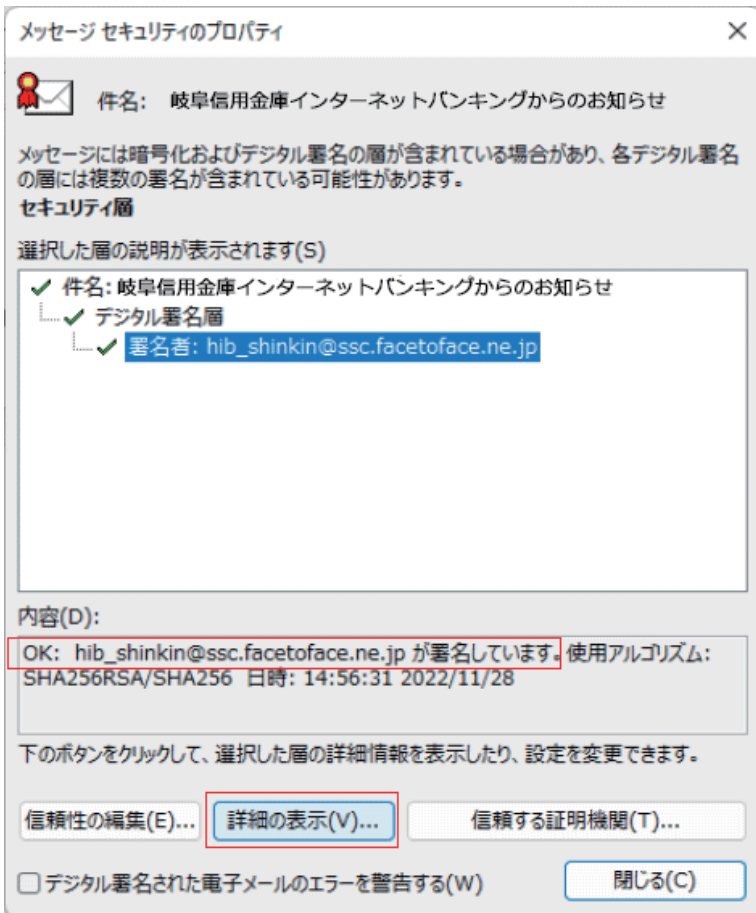 メッセージ セキュリティのプロパティ
件名: 岐阜信用金庫インターネットバンキングからのお知らせ
メッセージには暗号化およびデジタル署名の層が含まれている場合があり、各デジタル署名
の層には複数の署名が含まれている可能性があります。
セキュリティ層
選択した層の説明が表示されます(S)
件名: 岐阜信用金庫インターネットバンキングからのお知らせ
デジタル署名層
署名者: hib_shinkin@ssc.facetoface.ne.jp
内容(D):
OK: hib_shinkin@ssc.facetoface.ne.jp が署名しています。使用アルゴリズム:
SHA256RSA/SHA256 日時: 14:56:31 2022/11/28
下のボタンをクリックして、選択した層の詳細情報を表示したり、設定を変更できます。
信頼性の編集(E)... 詳細の表示(V)... 信頼する証明機関(T)...
デジタル署名された電子メールのエラーを警告する(W) 閉じる(C)